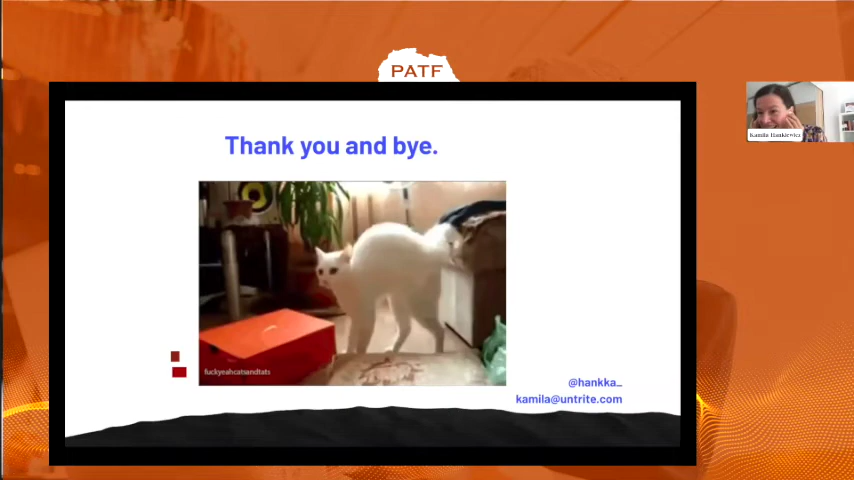 PATF
Kamila Hankiewicz
Thank you and bye.
fuckyeahcatsandtats
@hankka_
kamila@untrite.com